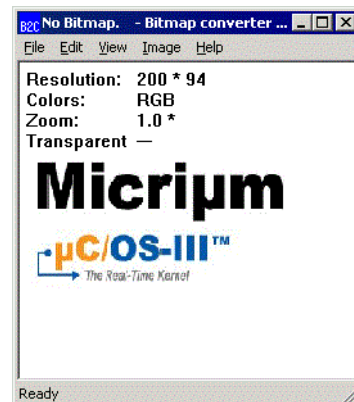 B2C No Bitmap. - Bitmap converter ...
File Edit View Image Help
Resolution: 200 * 94
Colors: RGB
Zoom: 1.0 *
Transparent —
Micriµm
µC/OS-III™
The Real-Time Kernel
Ready